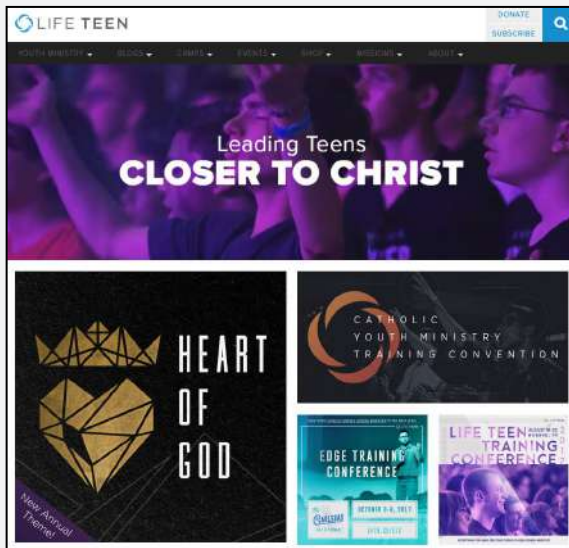 LIFE TEEN
DONATE
SUBSCRIBE
YOUTH MINISTRY
BLOGS
CAMPS
EVENTS
SHOP
MISSIONS
ABOUT
Leading Teens
CLOSER TO CHRIST
HEART
OF
GOD
New Annual
Theme!
CATHOLIC
YOUTH MINISTRY
TRAINING CONVENTION
EDGE TRAINING
CONFERENCE
LIFE TEEN
TRAINING
CONFERENCE